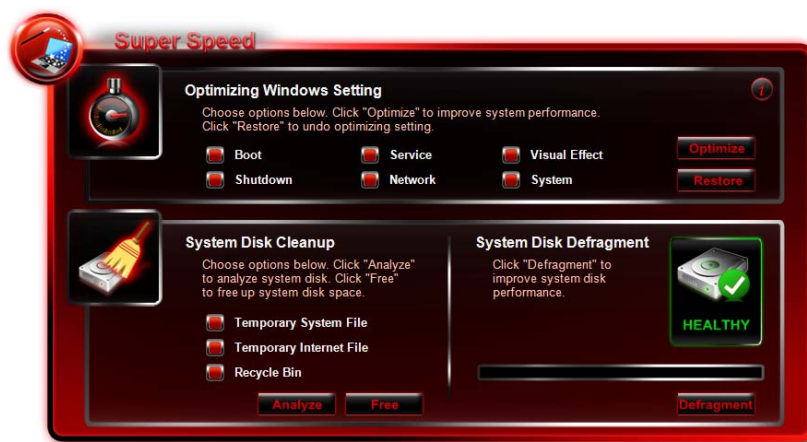 Super Speed
Optimizing Windows Setting
i
Choose options below. Click "Optimize" to improve system performance.
Click "Restore" to undo optimizing setting.
Boot
Service
Visual Effect
Optimize
Shutdown
Network
System
Restore
System Disk Cleanup
Choose options below. Click "Analyze"
to analyze system disk. Click "Free"
to free up system disk space.
Temporary System File
Temporary Internet File
Recycle Bin
Analyze
Free
System Disk Defragment
Click "Defragment" to
improve system disk
performance.
HEALTHY
Defragment